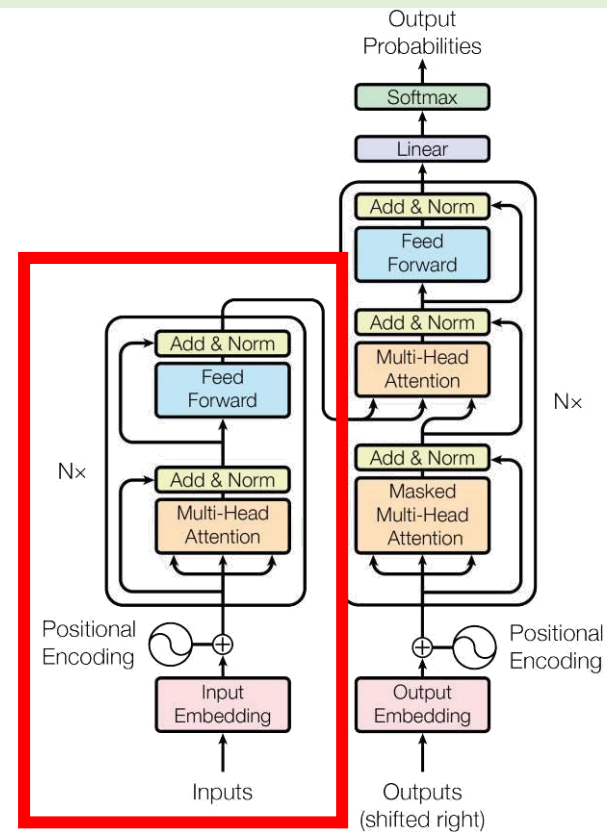 Output
Probabilities
Softmax
Linear
Add & Norm
Feed
Forward
Add & Norm
Multi-Head
Attention
Add & Norm
Masked
Multi-Head
Attention
Nx
Positional
Encoding
Output
Embedding
Outputs
(shifted right)
Add & Norm
Feed
Forward
Add & Norm
Multi-Head
Attention
Nx
Positional
Encoding
Input
Embedding
Inputs